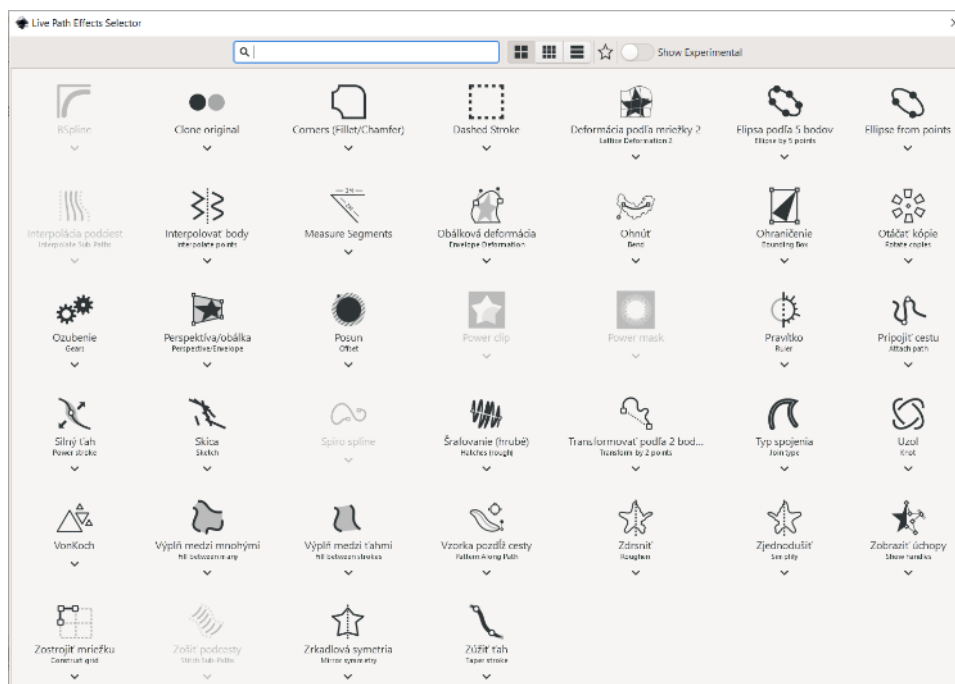 Live Path Effects Selector
Show Experimental
BSpline
Clone original
Corners (Fillet/Chamfer)
Dashed Stroke
Deformácia podľa mriežky 2
Lattice Deformation 2
Elipsa podľa 5 bodov
Ellipse by 5 points
Ellipse from points
Interpolácia podciest
Interpolate Sub-Paths
Interpolovať body
Interpolate points
Measure Segments
Obálková deformácia
Envelope Deformation
Ohnúť
Bend
Ohraničenie
Bounding Box
Otáčať kópie
Rotate copies
Ozubenie
Gears
Perspektíva/obálka
Perspective/Envelope
Posun
Offset
Power clip
Power mask
Pravítko
Ruler
Pripojiť cestu
Attach path
Silný ťah
Power stroke
Skica
Sketch
Spiro spline
Šrafovanie (hrubé)
Hatches (rough)
Transformovať podľa 2 bod...
Transform by 2 points
Typ spojenia
Join type
Uzol
Knot
VonKoch
Výplň medzi mnohými
Fill between many
Výplň medzi ťahmi
Fill between strokes
Vzorka pozdĺž cesty
Pattern Along Path
Zdrsniť
Roughen
Zjednodušiť
Simplify
Zobraziť úchopy
Show handles
Zostrojiť mriežku
Construct grid
Zošiť podcesty
Stitch Sub-Paths
Zrkadlová symetria
Mirror symmetry
Zúžiť ťah
Taper stroke